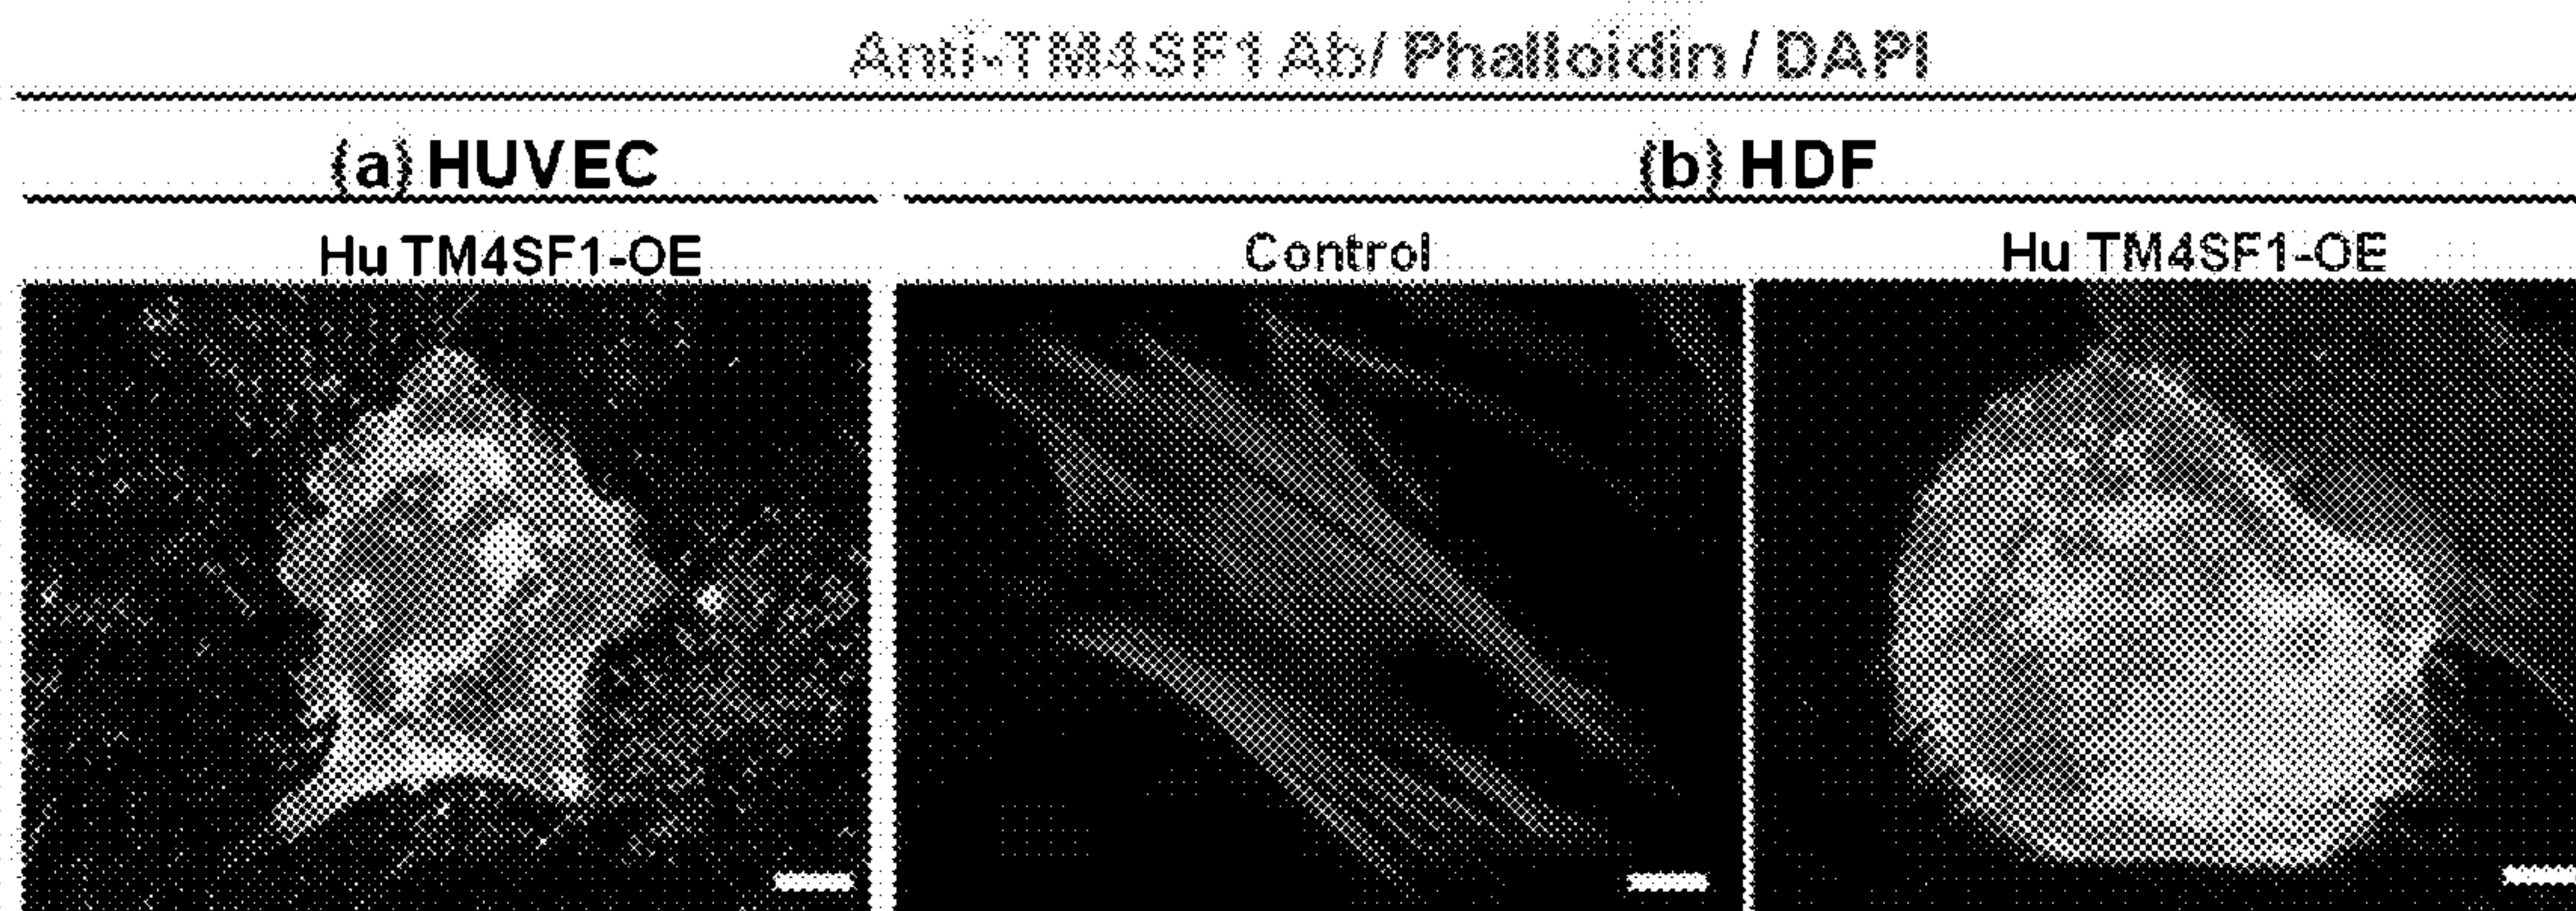 Anti-TM4SF1 Ab/ Phalloidin / DAPI
(a) HUVEC
(b) HDF
Hu TM4SF1-OE
Control
Hu TM4SF1-OE